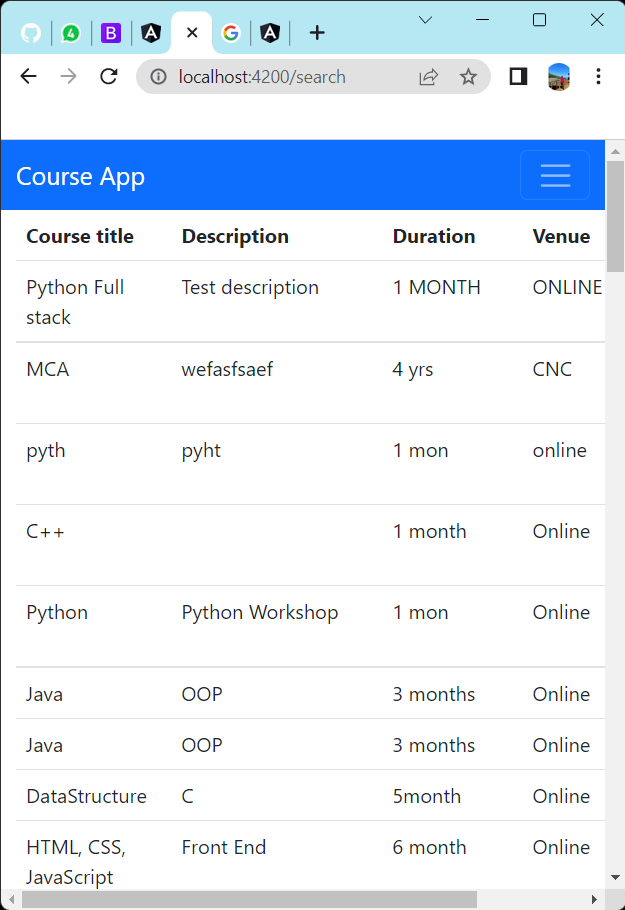 4
B
A
G
A
localhost:4200/search
Course App
Course title Description Duration Venue
Python Full Test description 1 MONTH ONLINE
stack
MCA wefasfsaef 4 yrs CNC
pyth pyht 1 mon online
C++ 1 month Online
Python Python Workshop 1 mon Online
Java OOP 3 months Online
Java OOP 3 months Online
DataStructure C 5month Online
HTML, CSS, Front End 6 month Online
JavaScript